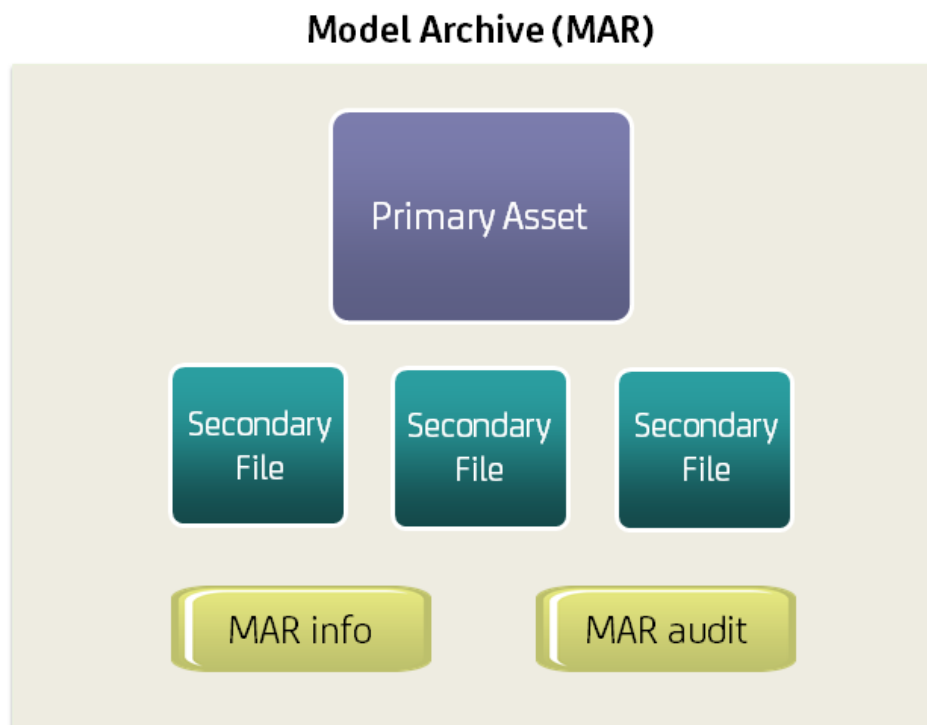 Model Archive (MAR)
Primary Asset
Secondary
File
Secondary
File
Secondary
File
MAR info
MAR audit